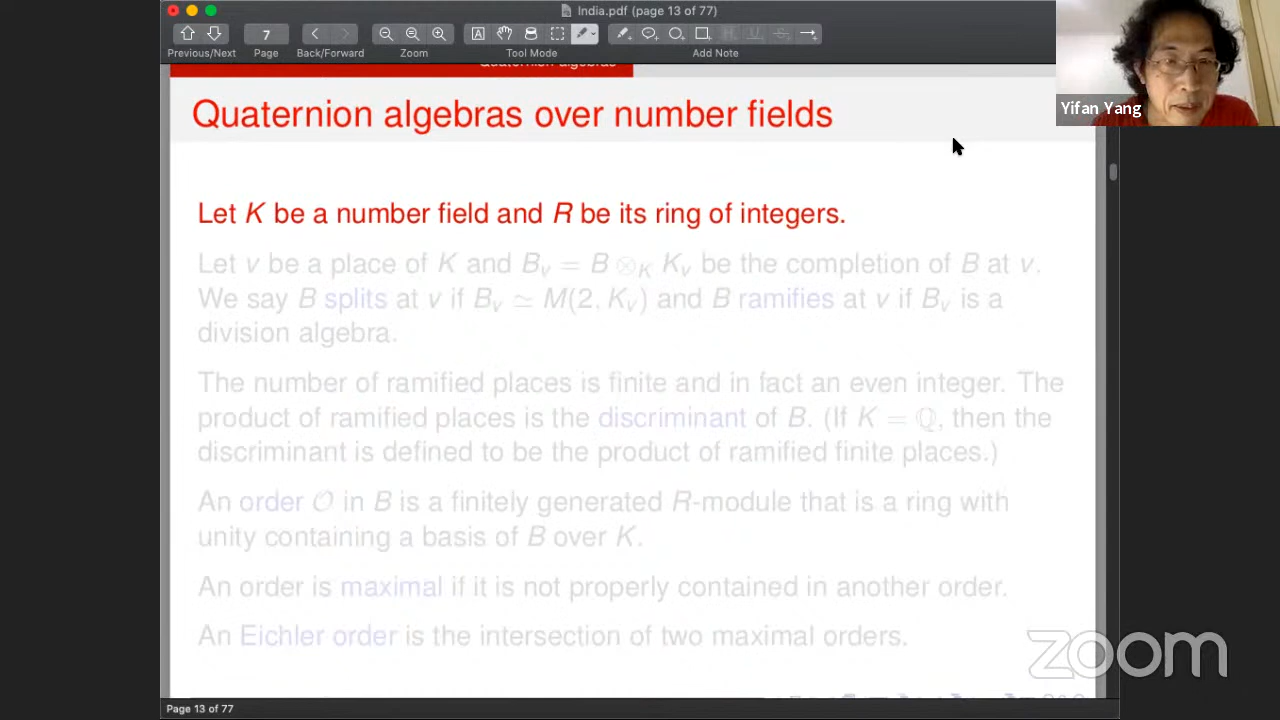 India.pdf (page 13 of 77)
7
Previous/Next Page Back/Forward Zoom Tool Mode Add Note
Yifan Yang
Quaternion algebras
Quaternion algebras over number fields
Let K be a number field and R be its ring of integers.
Let v be a place of K and Bᵥ = B ⊗_K Kᵥ be the completion of B at v.
We say B splits at v if Bᵥ ≃ M(2, Kᵥ) and B ramifies at v if Bᵥ is a
division algebra.
The number of ramified places is finite and in fact an even integer. The
product of ramified places is the discriminant of B. (If K = ℚ, then the
discriminant is defined to be the product of ramified finite places.)
An order 𝒪 in B is a finitely generated R-module that is a ring with
unity containing a basis of B over K.
An order is maximal if it is not properly contained in another order.
An Eichler order is the intersection of two maximal orders.
zoom
Page 13 of 77